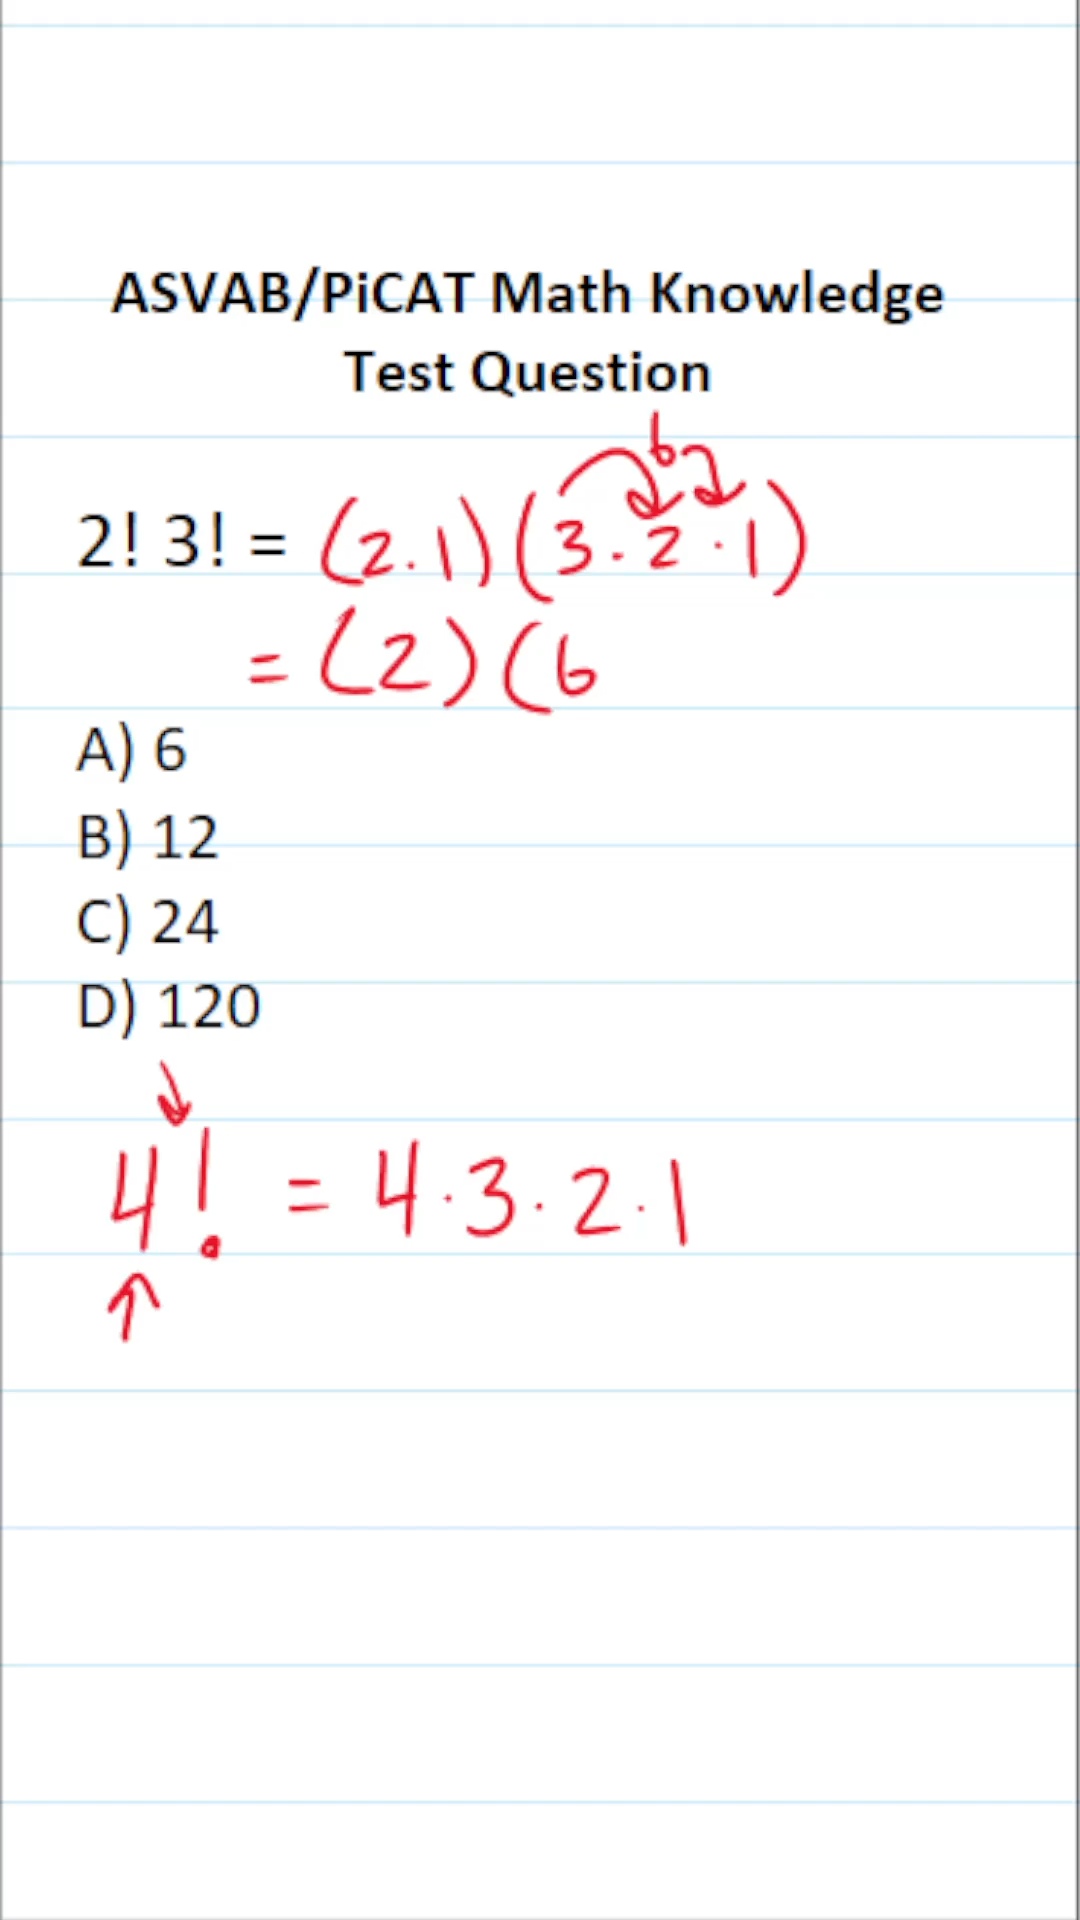 ASVAB/PiCAT Math Knowledge
Test Question
6
2! 3! = (2.1)(3.2.1)
= (2)(6
A) 6
B) 12
C) 24
D) 120
4! = 4.3.2.1